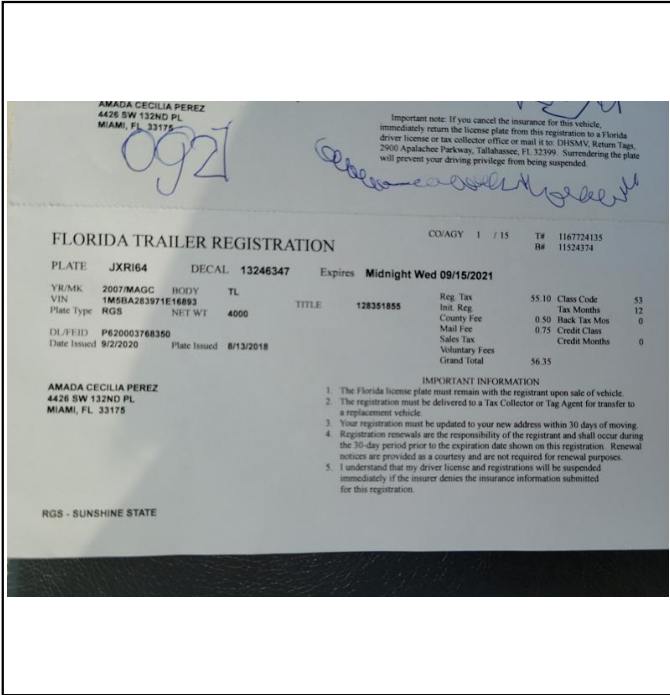 AMADA CECILIA PEREZ
4426 SW 132ND PL
MIAMI, FL 33175
092
Important note: If you cancel the insurance for this vehicle,
immediately return the license plate from this registration to a Florida
driver license or tax collector office or mail it to: DHSMV, Return Tags,
2900 Apalachee Parkway, Tallahassee, FL 32399. Surrendering the plate
will prevent your driving privilege from being suspended.
FLORIDA TRAILER REGISTRATION
CO/AGY 1 / 15 T# 1167724135
B# 11524374
PLATE JXRI64 DECAL 13246347 Expires Midnight Wed 09/15/2021
YR/MK 2007/MAGC BODY TL Reg. Tax 55.10 Class Code 53
VIN 1M5BA283971E16893 TITLE 128351855 Init. Reg. Tax Months 12
Plate Type RGS NET WT 4000 County Fee 0.50 Back Tax Mos 0
Mail Fee 0.75 Credit Class
DL/FEID P620003768350 Sales Tax Credit Months 0
Date Issued 9/2/2020 Plate Issued 8/13/2018 Voluntary Fees
Grand Total 56.35
IMPORTANT INFORMATION
AMADA CECILIA PEREZ
4426 SW 132ND PL
MIAMI, FL 33175
1. The Florida license plate must remain with the registrant upon sale of vehicle.
2. The registration must be delivered to a Tax Collector or Tag Agent for transfer to
a replacement vehicle.
3. Your registration must be updated to your new address within 30 days of moving.
4. Registration renewals are the responsibility of the registrant and shall occur during
the 30-day period prior to the expiration date shown on this registration. Renewal
notices are provided as a courtesy and are not required for renewal purposes.
5. I understand that my driver license and registrations will be suspended
immediately if the insurer denies the insurance information submitted
for this registration.
RGS - SUNSHINE STATE